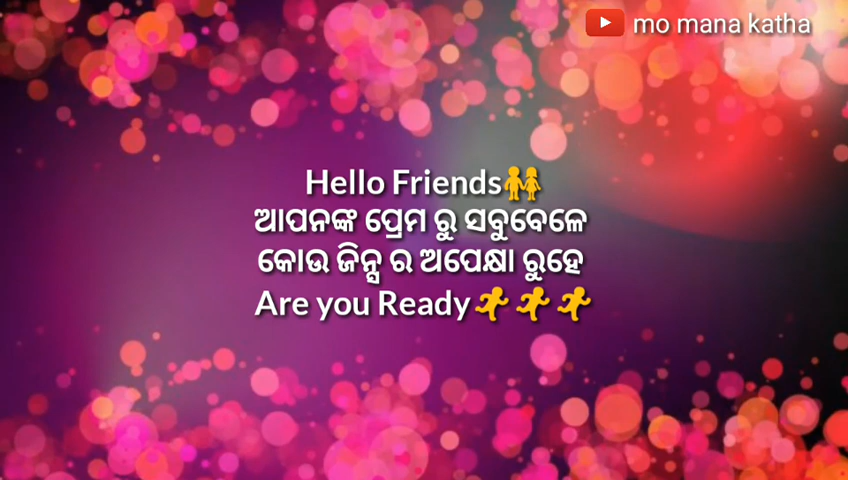 mo mana katha
Hello Friends👭
ଆପନଙ୍କ ପ୍ରେମ ରୁ ସବୁବେଳେ
କୋଉ ଜିନ୍ସ ର ଅପେକ୍ଷା ରୁହେ
Are you Ready🏃🏃🏃